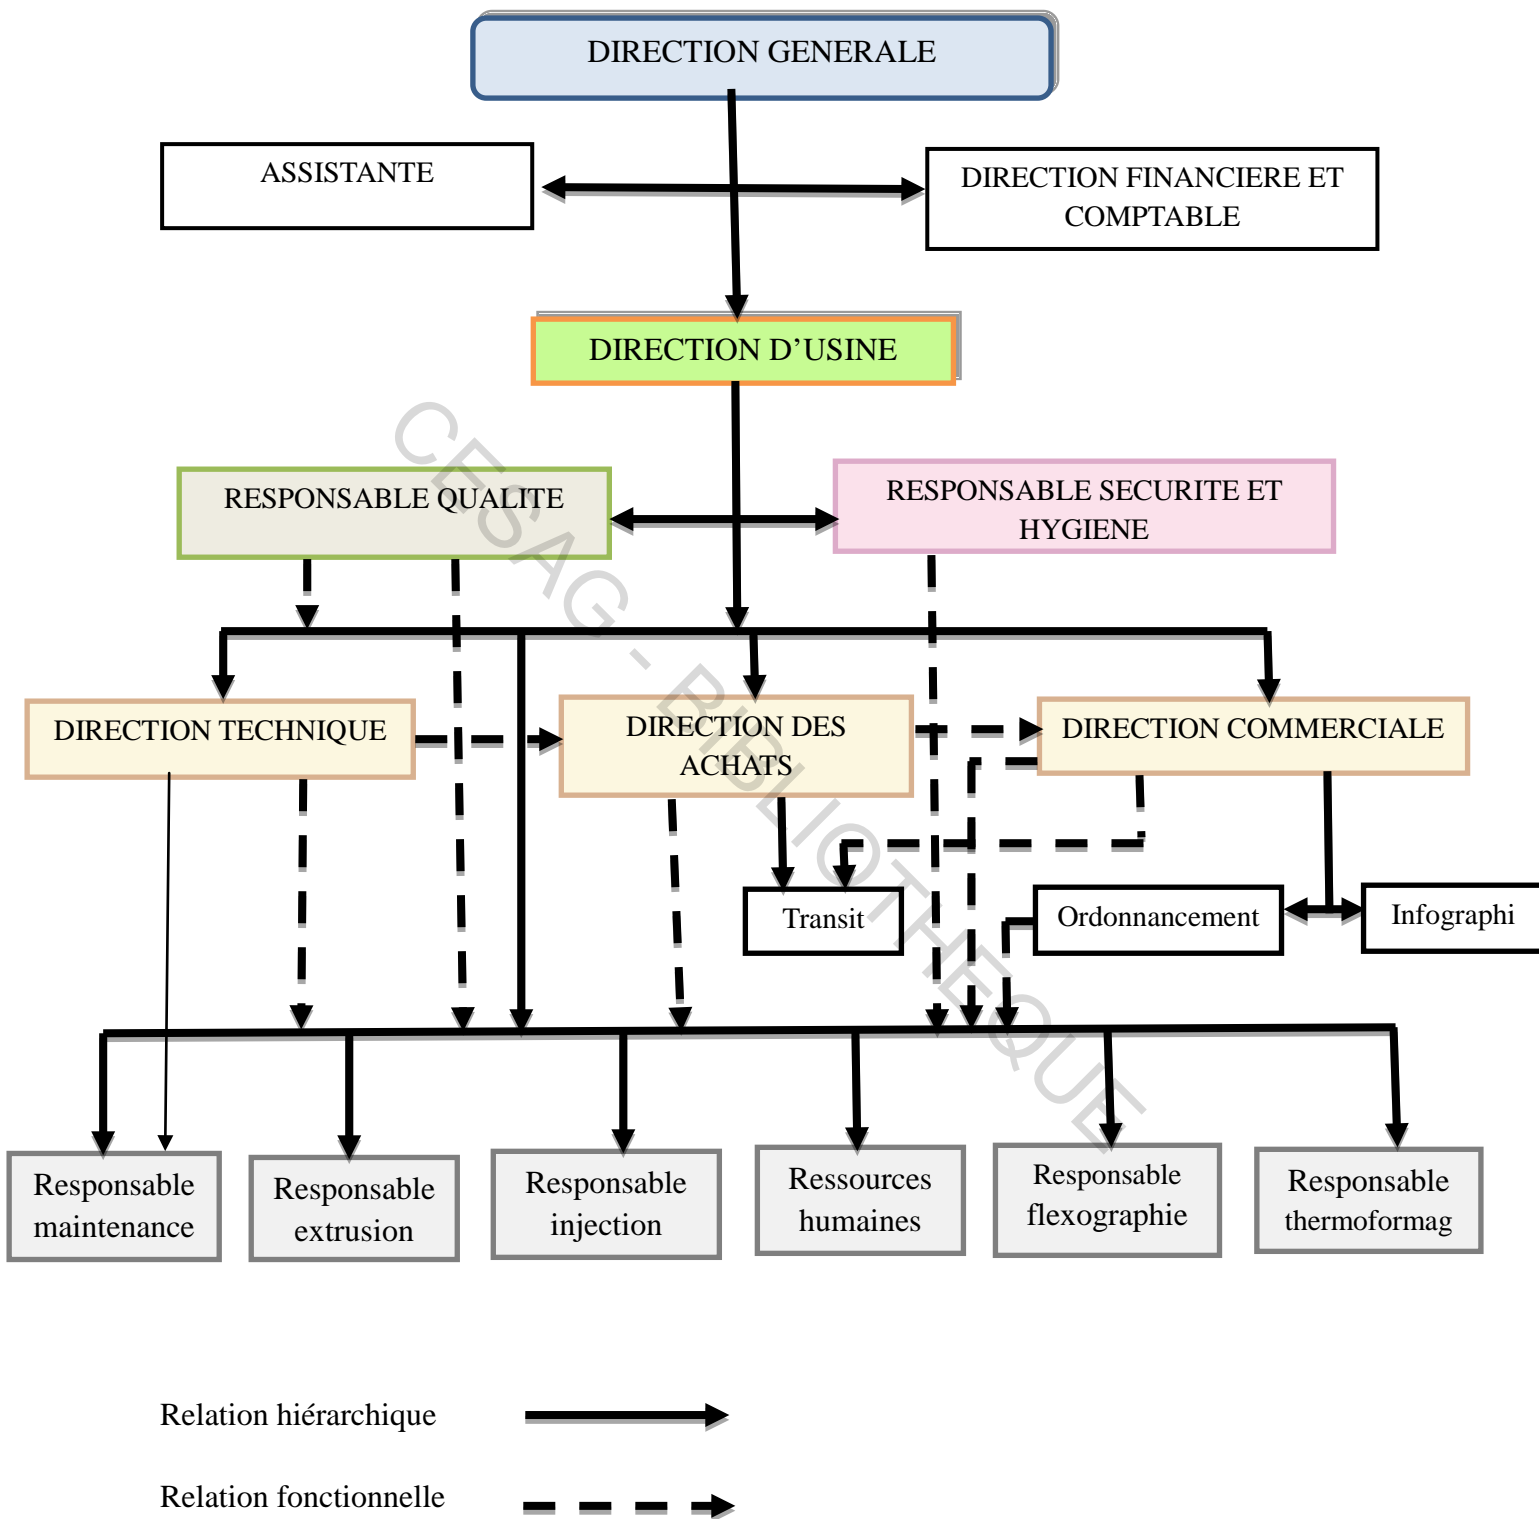 DIRECTION GENERALE
ASSISTANTE
DIRECTION FINANCIERE ET
COMPTABLE
DIRECTION D’USINE
RESPONSABLE QUALITE
RESPONSABLE SECURITE ET
HYGIENE
DIRECTION TECHNIQUE
DIRECTION DES
ACHATS
DIRECTION COMMERCIALE
Transit
Ordonnancement
Infographi
Responsable
maintenance
Responsable
extrusion
Responsable
injection
Ressources
humaines
Responsable
flexographie
Responsable
thermoformag
Relation hiérarchique
Relation fonctionnelle
CESAG - BIBLIOTHEQUE